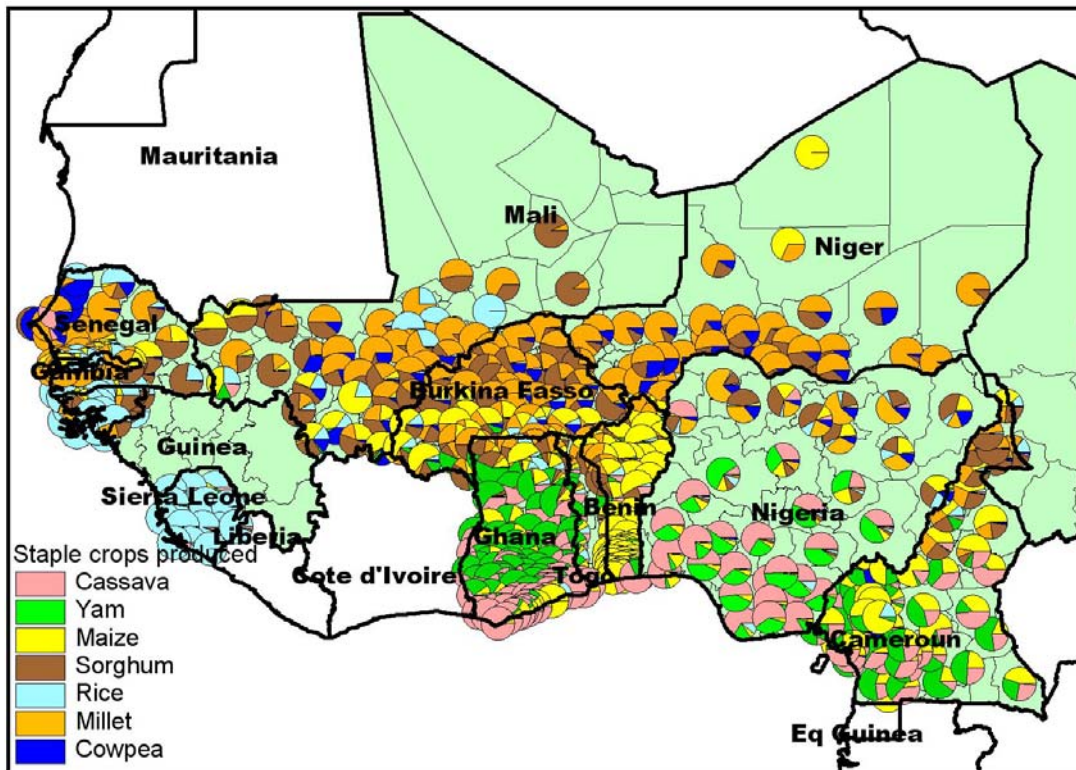 Mauritania
Mali
Niger
Senegal
Gambia
Burkina Fasso
Guinea
Sierra Leone
Liberia
Cote d'Ivoire
Ghana
Togo
Benin
Nigeria
Cameroun
Eq Guinea
Staple crops produced
Cassava
Yam
Maize
Sorghum
Rice
Millet
Cowpea